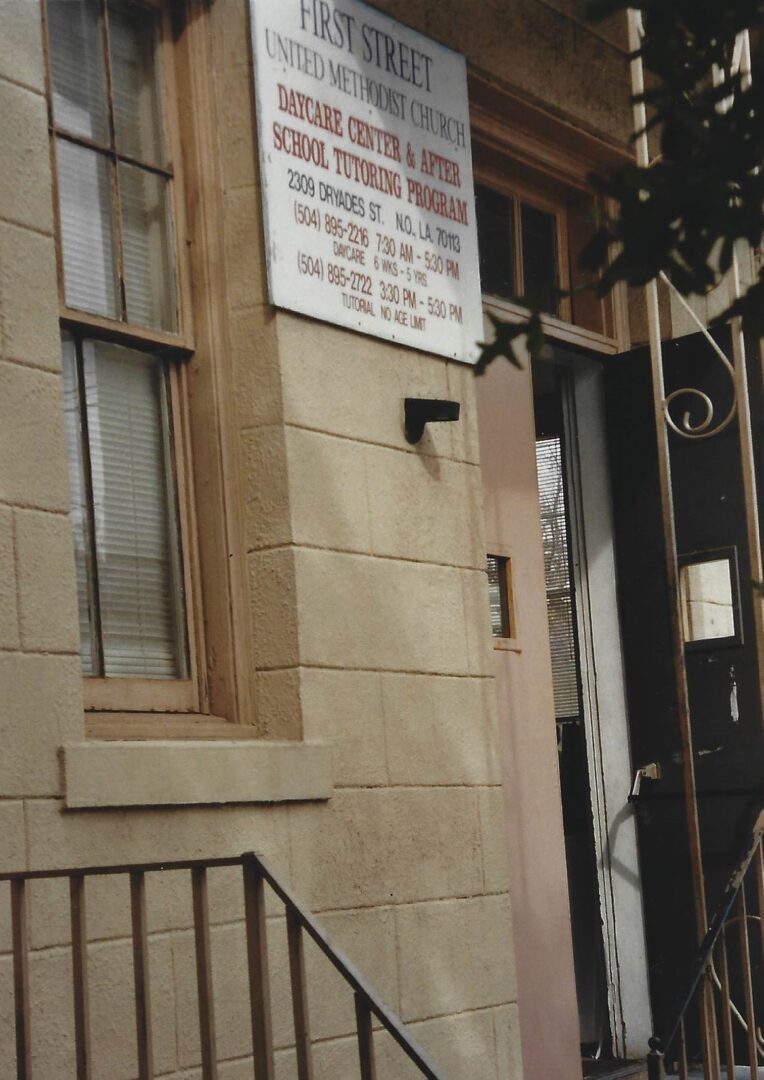 FIRST STREET
UNITED METHODIST CHURCH
DAYCARE CENTER & AFTER
SCHOOL TUTORING PROGRAM
2309 DRYADES ST. N.O., LA. 70113
(504) 895-2216 7:30 AM - 5:30 PM
DAYCARE 6 WKS - 5 YRS.
(504) 895-2722 3:30 PM - 5:30 PM
TUTORIAL NO AGE LIMIT